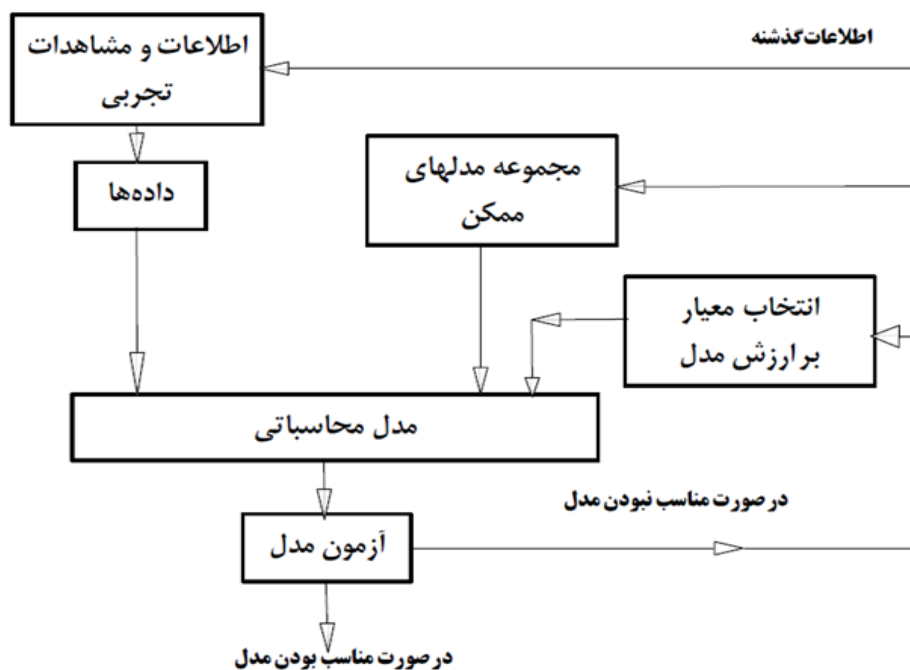 اطلاعات گذشته
اطلاعات و مشاهدات
تجربی
مجموعه مدلهای
ممکن
داده‌ها
انتخاب معیار
برارزش مدل
مدل محاسباتی
در صورت مناسب نبودن مدل
آزمون مدل
در صورت مناسب بودن مدل